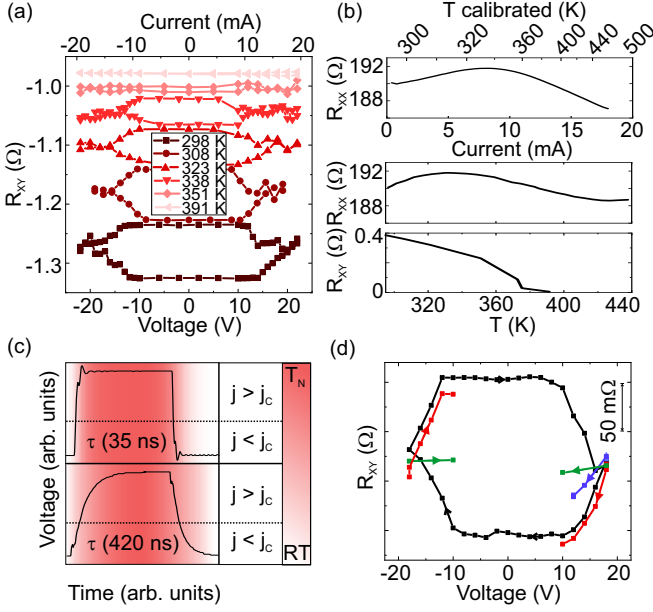 (a)
Current (mA)
-20 -10 0 10 20
-1.0
-1.1
-1.2
-1.3
R_XY (Ω)
298 K
308 K
323 K
338 K
351 K
391 K
-20 -10 0 10 20
Voltage (V)
(b)
T calibrated (K)
300 320 360 400 440 500
192
188
R_XX (Ω)
0 5 10 15 20
Current (mA)
192
188
R_XX (Ω)
0.4
0
R_XY (Ω)
320 360 400 440
T (K)
(c)
Voltage (arb. units)
j > j_C
T_N
τ (35 ns)
j < j_C
j > j_C
τ (420 ns)
j < j_C
RT
Time (arb. units)
(d)
R_XY (Ω)
50 mΩ
-20 -10 0 10 20
Voltage (V)